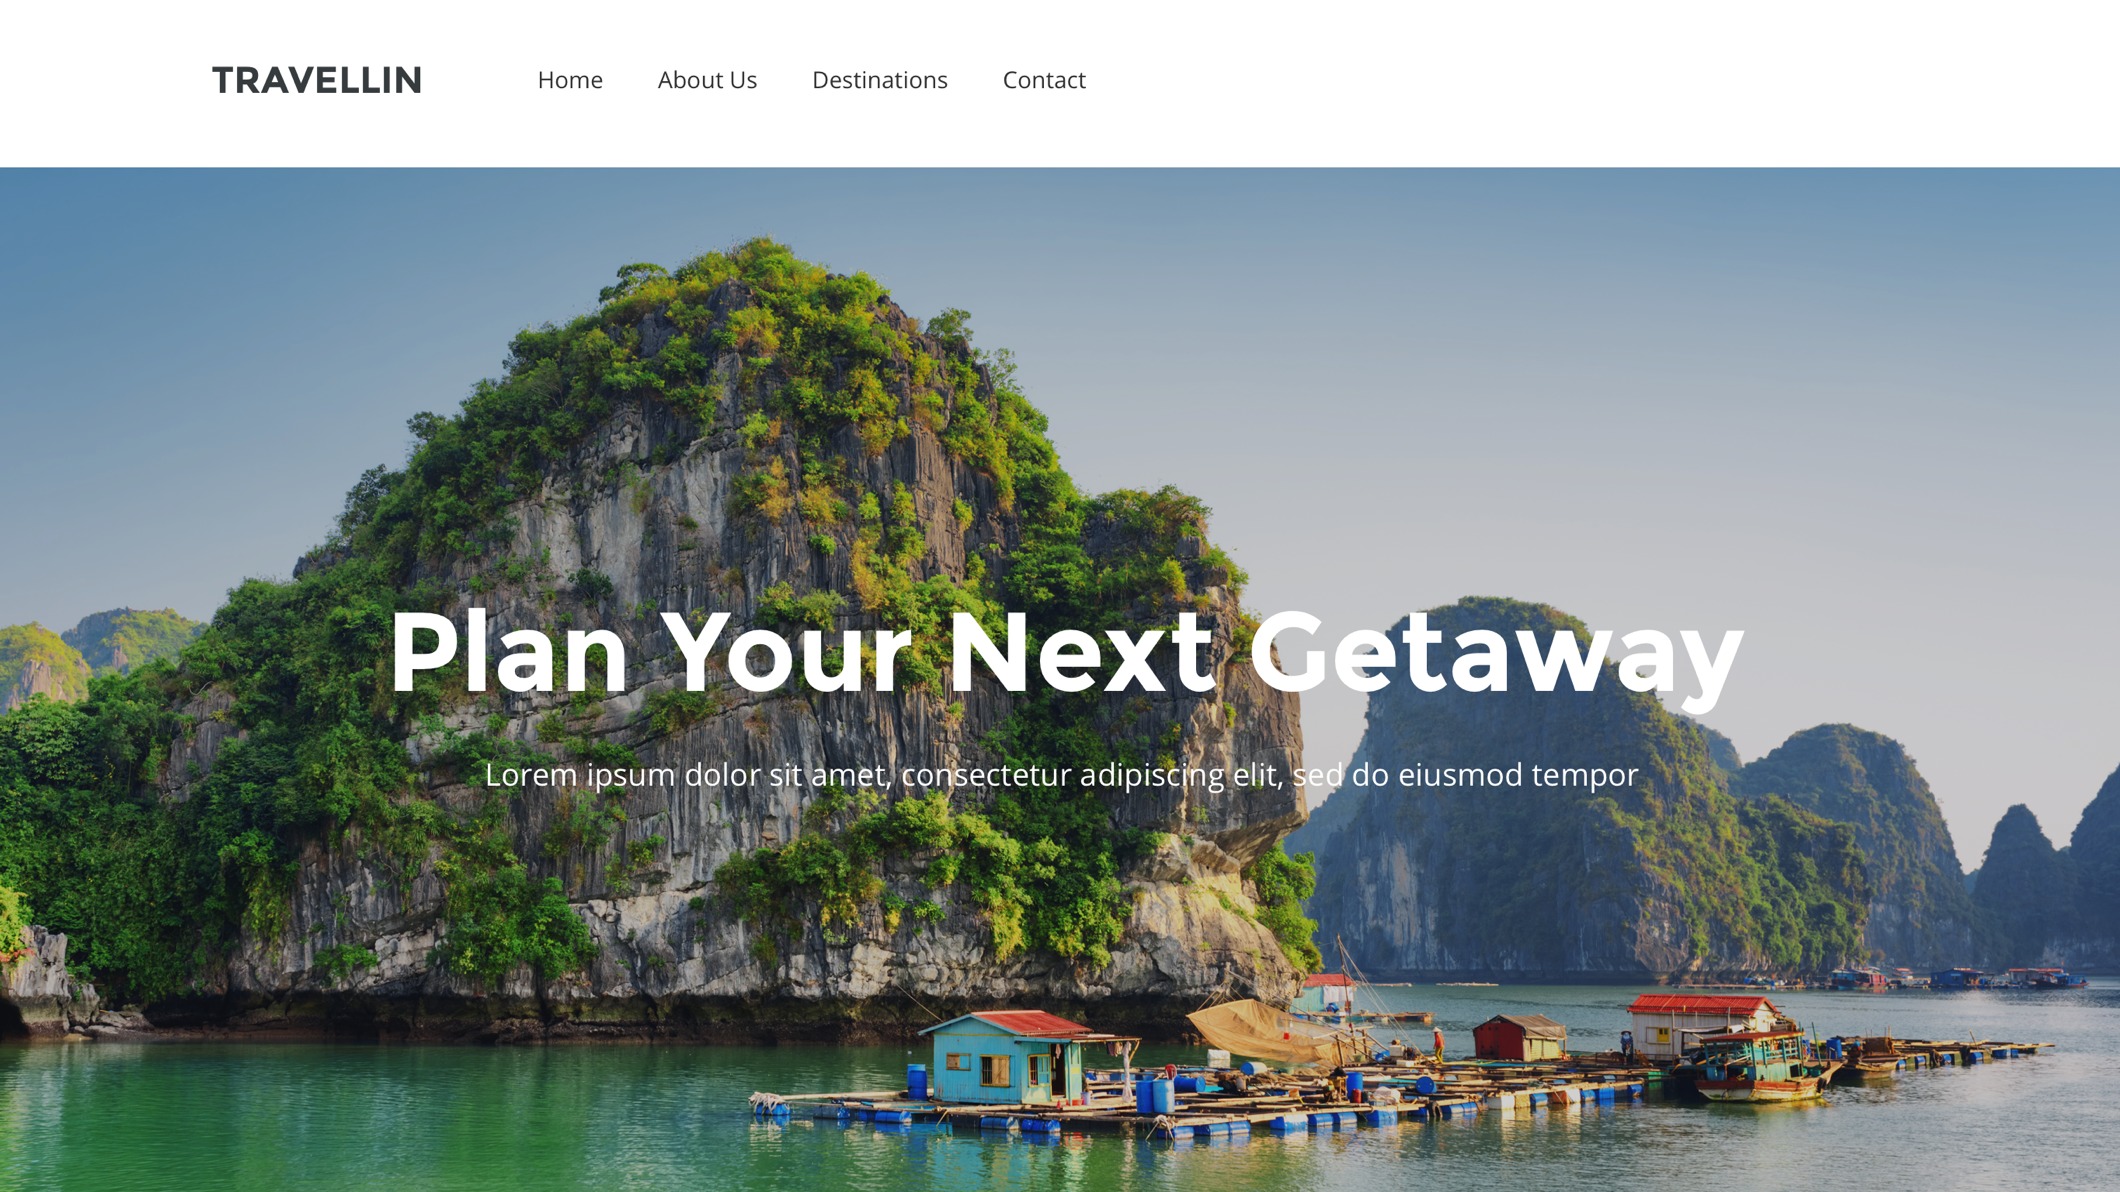 TRAVELLIN
Home About Us Destinations Contact
Plan Your Next Getaway
Lorem ipsum dolor sit amet, consectetur adipiscing elit, sed do eiusmod tempor